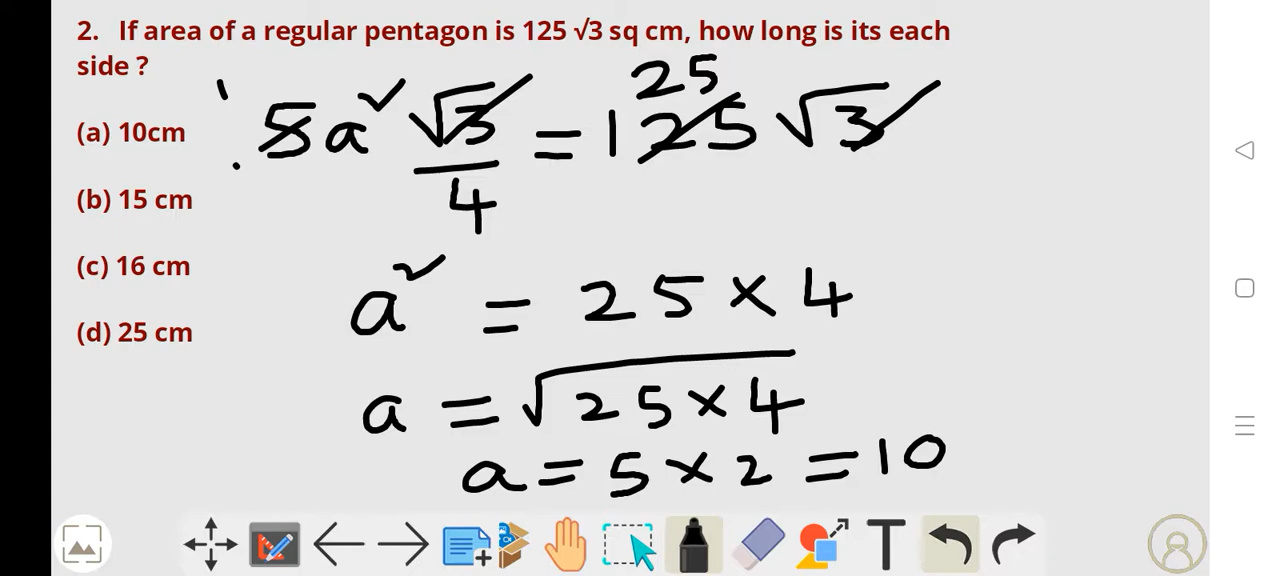 2. If area of a regular pentagon is 125 √3 sq cm, how long is its each
side ?
(a) 10cm
(b) 15 cm
(c) 16 cm
(d) 25 cm
25
5a² √3/4 = 125 √3
a² = 25 × 4
a = √25 × 4
a = 5 × 2 = 10
T